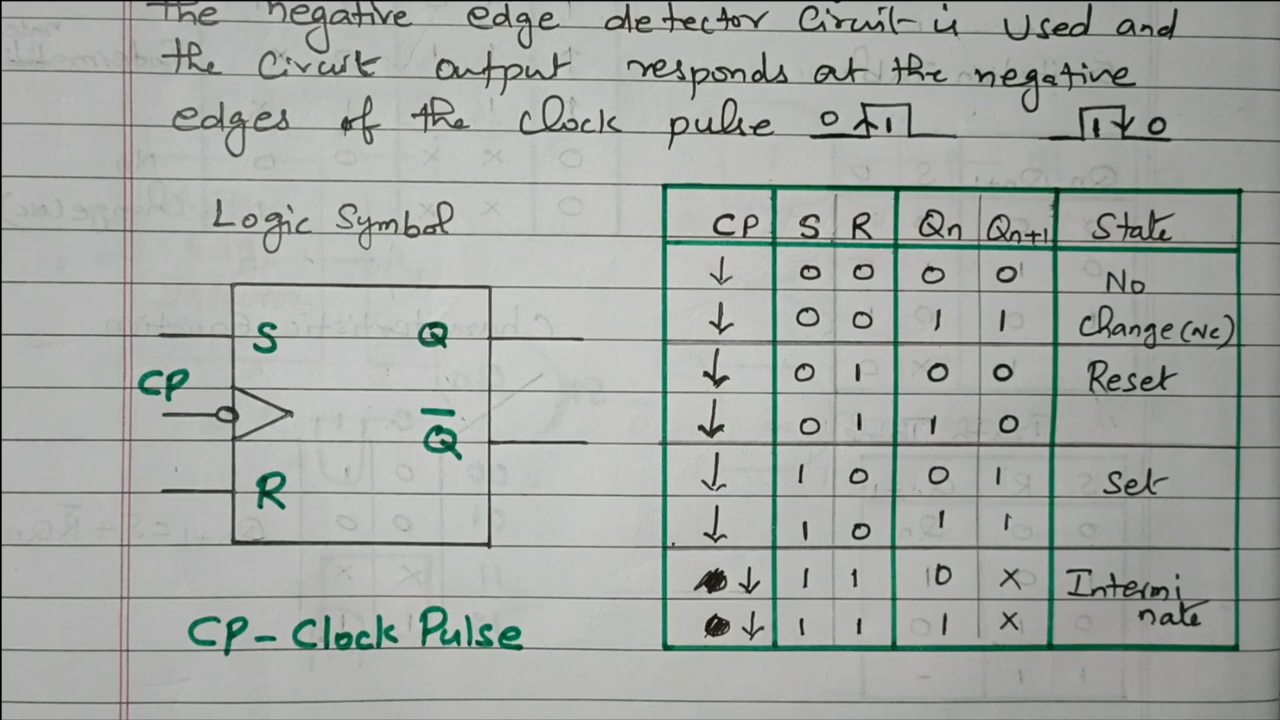 The negative edge detector Circuit is Used and
the Circuit output responds at the negative
edges of the clock pulse 0 ↑ 1 1 ↓ 0
Logic Symbol
S Q
CP
Q̅
R
CP - Clock Pulse
CP S R Qn Qn+1 State
↓ 0 0 0 0 No
↓ 0 0 1 1 Change (NC)
↓ 0 1 0 0 Reset
↓ 0 1 1 0
↓ 1 0 0 1 Set
↓ 1 0 1 1
↓ 1 1 0 X Intermi
↓ 1 1 1 X nate